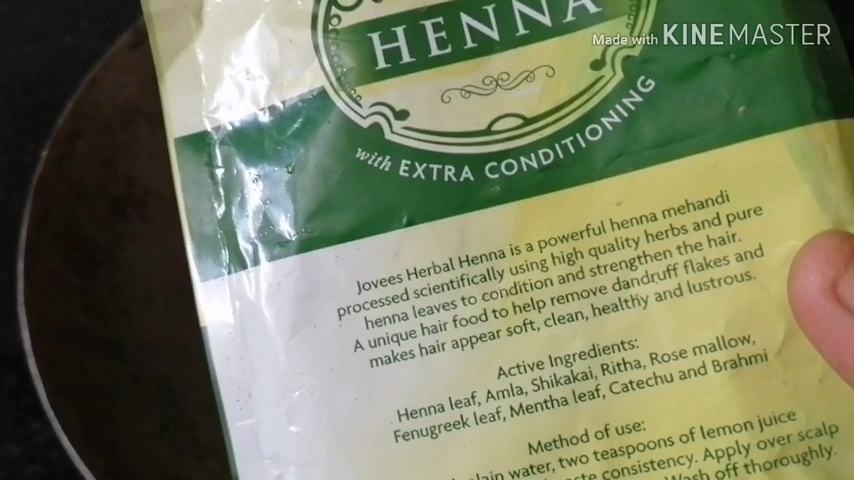 Made with KINEMASTER
HENNA
with EXTRA CONDITIONING
Jovees Herbal Henna is a powerful henna mehandi
processed scientifically using high quality herbs and pure
henna leaves to condition and strengthen the hair.
A unique hair food to help remove dandruff flakes and
makes hair appear soft, clean, healthy and lustrous.
Active Ingredients:
Henna leaf, Amla, Shikakai, Ritha, Rose mallow,
Fenugreek leaf, Mentha leaf, Catechu and Brahmi
Method of use:
water, two teaspoons of lemon juice
consistency. Apply over scalp
Wash off thoroughly.